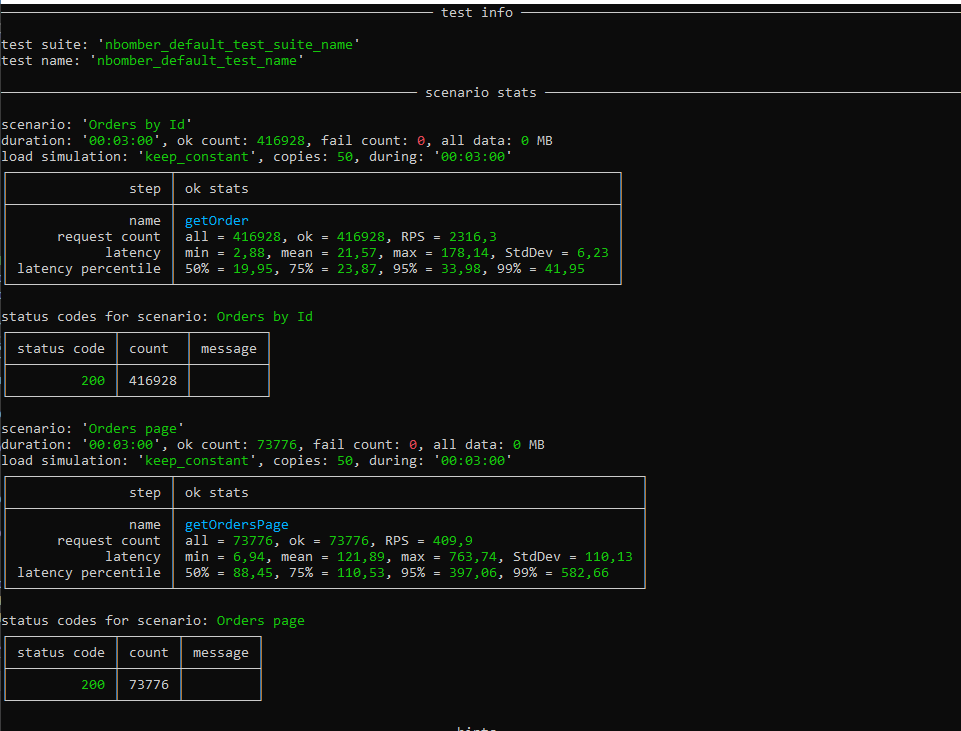 test info
test suite: 'nbomber_default_test_suite_name'
test name: 'nbomber_default_test_name'
scenario stats
scenario: 'Orders by Id'
duration: '00:03:00', ok count: 416928, fail count: 0, all data: 0 MB
load simulation: 'keep_constant', copies: 50, during: '00:03:00'
step ok stats
name getOrder
request count all = 416928, ok = 416928, RPS = 2316,3
latency min = 2,88, mean = 21,57, max = 178,14, StdDev = 6,23
latency percentile 50% = 19,95, 75% = 23,87, 95% = 33,98, 99% = 41,95
status codes for scenario: Orders by Id
status code count message
200 416928
scenario: 'Orders page'
duration: '00:03:00', ok count: 73776, fail count: 0, all data: 0 MB
load simulation: 'keep_constant', copies: 50, during: '00:03:00'
step ok stats
name getOrdersPage
request count all = 73776, ok = 73776, RPS = 409,9
latency min = 6,94, mean = 121,89, max = 763,74, StdDev = 110,13
latency percentile 50% = 88,45, 75% = 110,53, 95% = 397,06, 99% = 582,66
status codes for scenario: Orders page
status code count message
200 73776